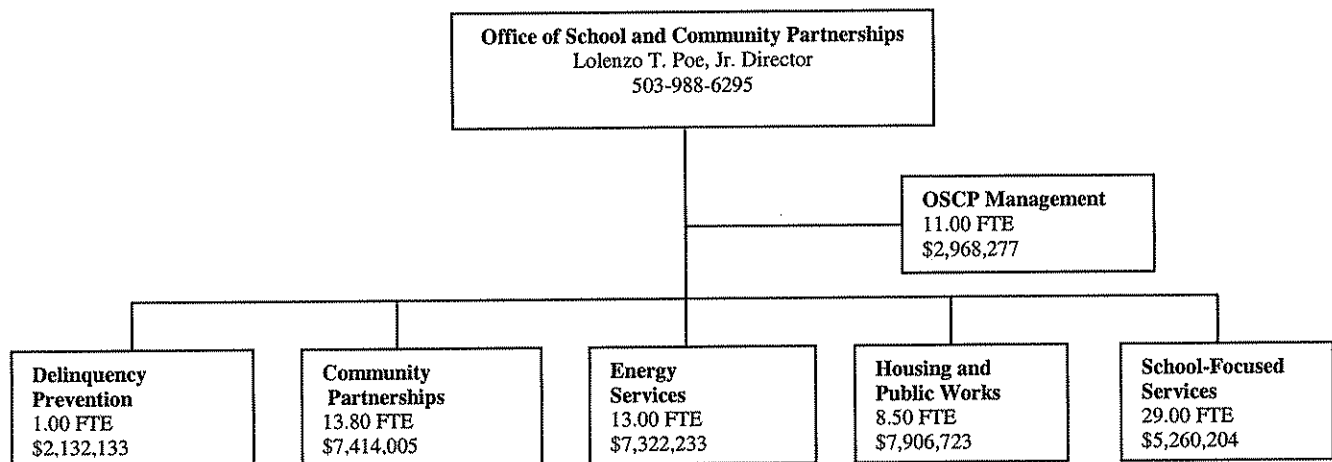 Office of School and Community Partnerships
Lolenzo T. Poe, Jr. Director
503-988-6295
OSCP Management
11.00 FTE
$2,968,277
Delinquency
Prevention
1.00 FTE
$2,132,133
Community
Partnerships
13.80 FTE
$7,414,005
Energy
Services
13.00 FTE
$7,322,233
Housing and
Public Works
8.50 FTE
$7,906,723
School-Focused
Services
29.00 FTE
$5,260,204